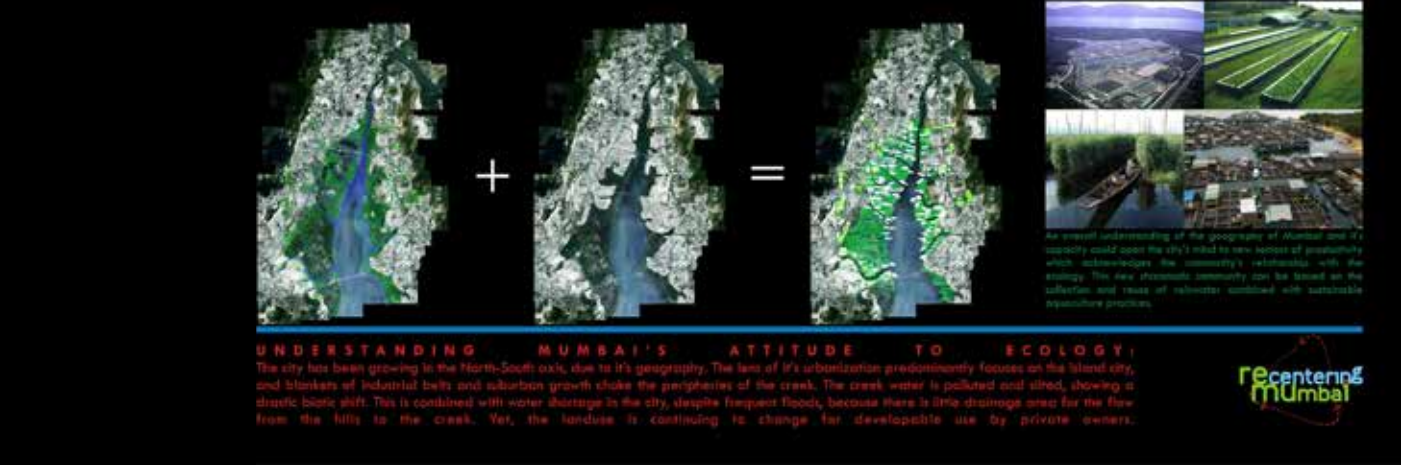 +
=
An overall understanding of the geography of Mumbai and it's
capacity could open the city's mind to new version of productivity
which acknowledges the community's relationship with the
ecology. This new community can be based on the
collection and reuse of rainwater combined with sustainable
aquaculture practices.
UNDERSTANDING MUMBAI'S ATTITUDE TO ECOLOGY:
The city has been growing in the North-South axis, due to it's geography. The lens of it's urbanization predominantly focuses on the island city,
and blankets of industrial belts and suburban growth choke the peripheries of the creek. The creek water is polluted and silted, showing a
drastic biotic shift. This is combined with water shortage in the city, despite frequent floods, because there is little drainage area for the flow
from the hills to the creek. Yet, the landuse is continuing to change for developable use by private owners.
recentering
mumbai